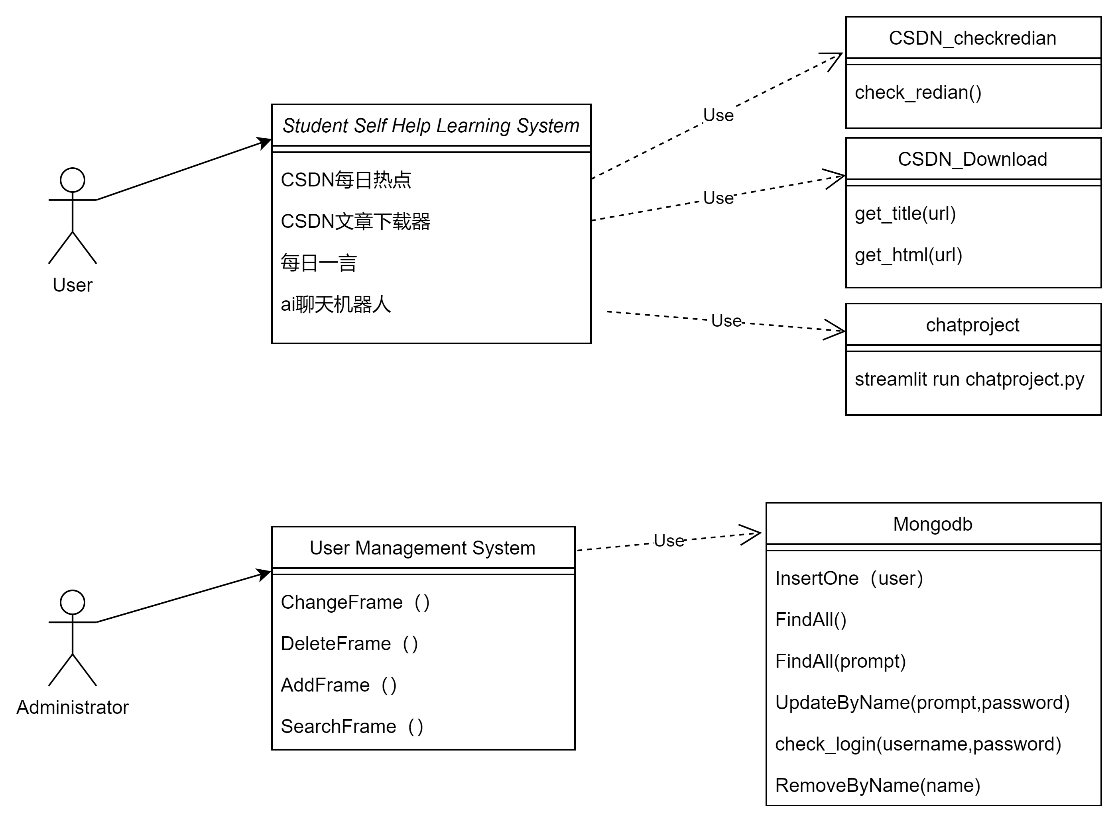 CSDN_checkredian
check_redian()
Use
Student Self Help Learning System
CSDN每日热点
CSDN文章下载器
每日一言
ai聊天机器人
User
CSDN_Download
get_title(url)
get_html(url)
Use
chatproject
streamlit run chatproject.py
Use
User Management System
ChangeFrame（）
DeleteFrame（）
AddFrame（）
SearchFrame（）
Administrator
Use
Mongodb
InsertOne（user）
FindAll()
FindAll(prompt)
UpdateByName(prompt,password)
check_login(username,password)
RemoveByName(name)